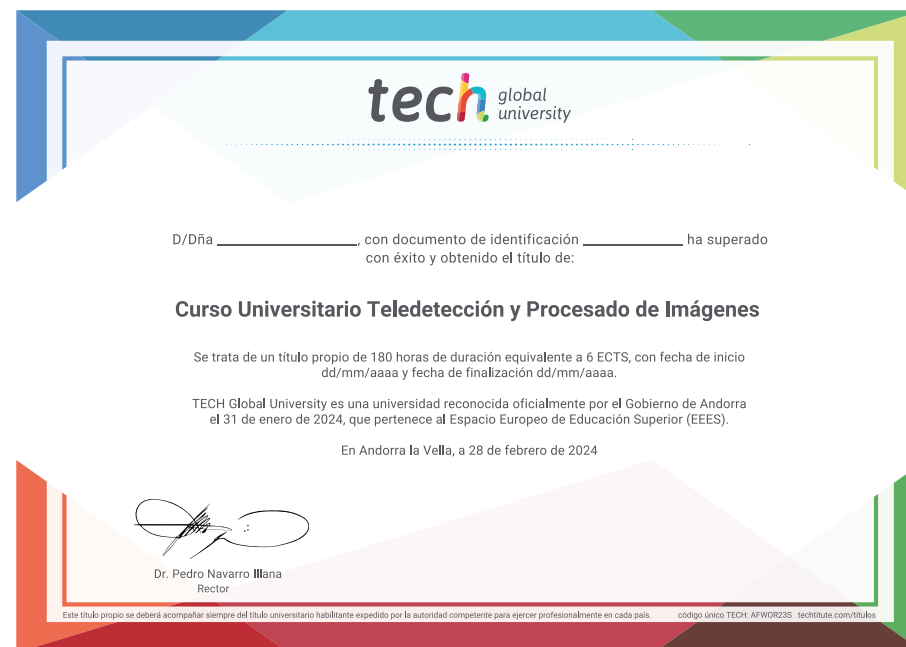 tech global university
D/Dña ____________________, con documento de identificación ______________ ha superado
con éxito y obtenido el título de:
Curso Universitario Teledetección y Procesado de Imágenes
Se trata de un título propio de 180 horas de duración equivalente a 6 ECTS, con fecha de inicio
dd/mm/aaaa y fecha de finalización dd/mm/aaaa.
TECH Global University es una universidad reconocida oficialmente por el Gobierno de Andorra
el 31 de enero de 2024, que pertenece al Espacio Europeo de Educación Superior (EEES).
En Andorra la Vella, a 28 de febrero de 2024
Dr. Pedro Navarro Illana
Rector
Este título propio se deberá acompañar siempre del título universitario habilitante expedido por la autoridad competente para ejercer profesionalmente en cada país. código único TECH: AFWOR23S techtitute.com/titulos